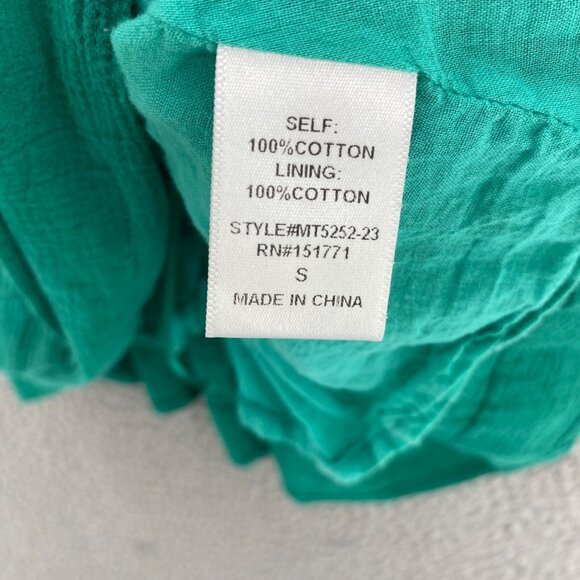 SELF:
100%COTTON
LINING:
100%COTTON
STYLE#MT5252-23
RN#151771
S
MADE IN CHINA